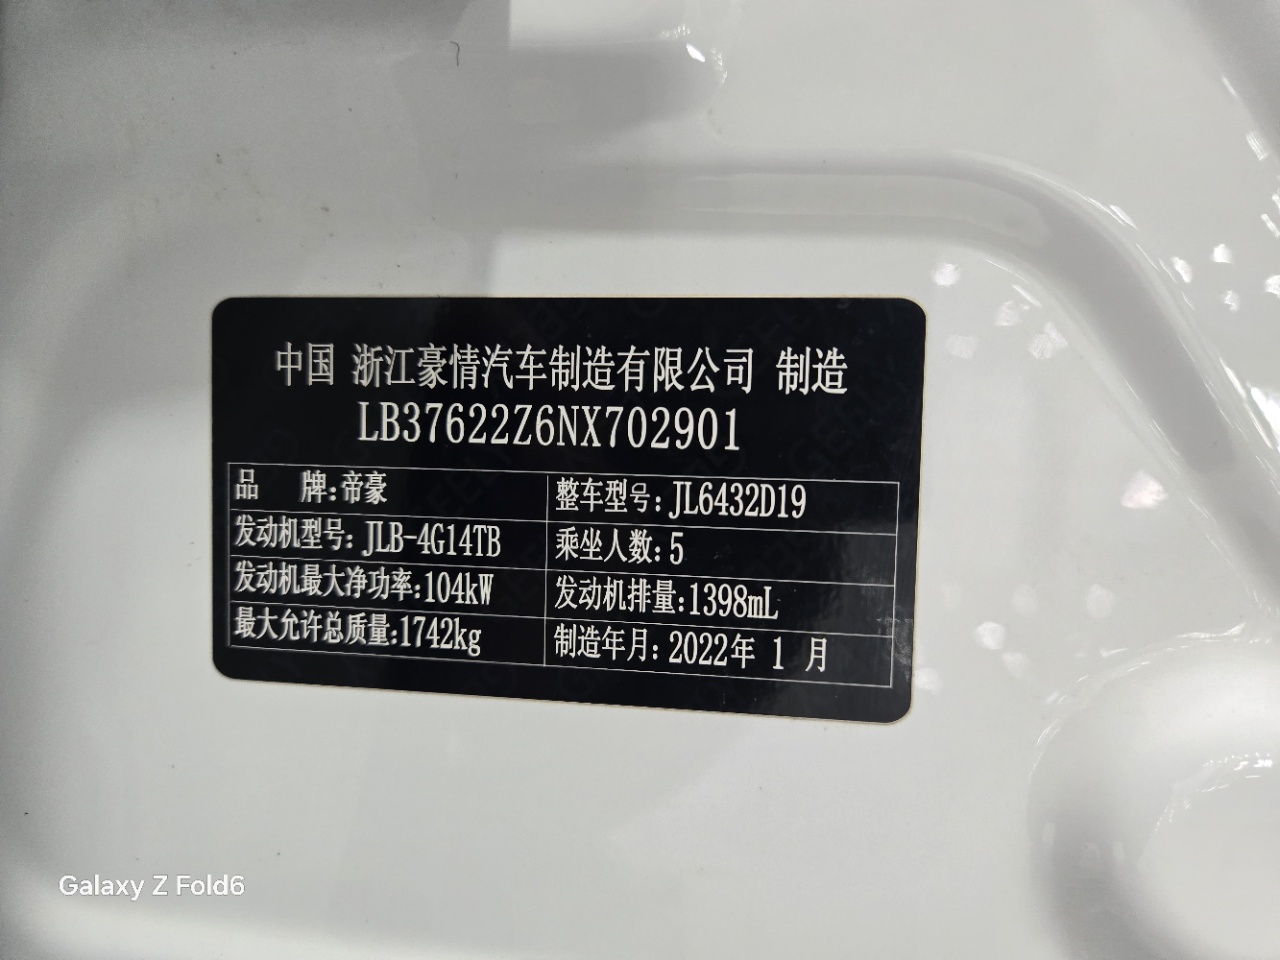 中国 浙江豪情汽车制造有限公司 制造
LB37622Z6NX702901
品 牌:帝豪 整车型号: JL6432D19
发动机型号: JLB-4G14TB 乘坐人数: 5
发动机最大净功率:104kW 发动机排量:1398mL
最大允许总质量:1742kg 制造年月: 2022年 1 月
Galaxy Z Fold6